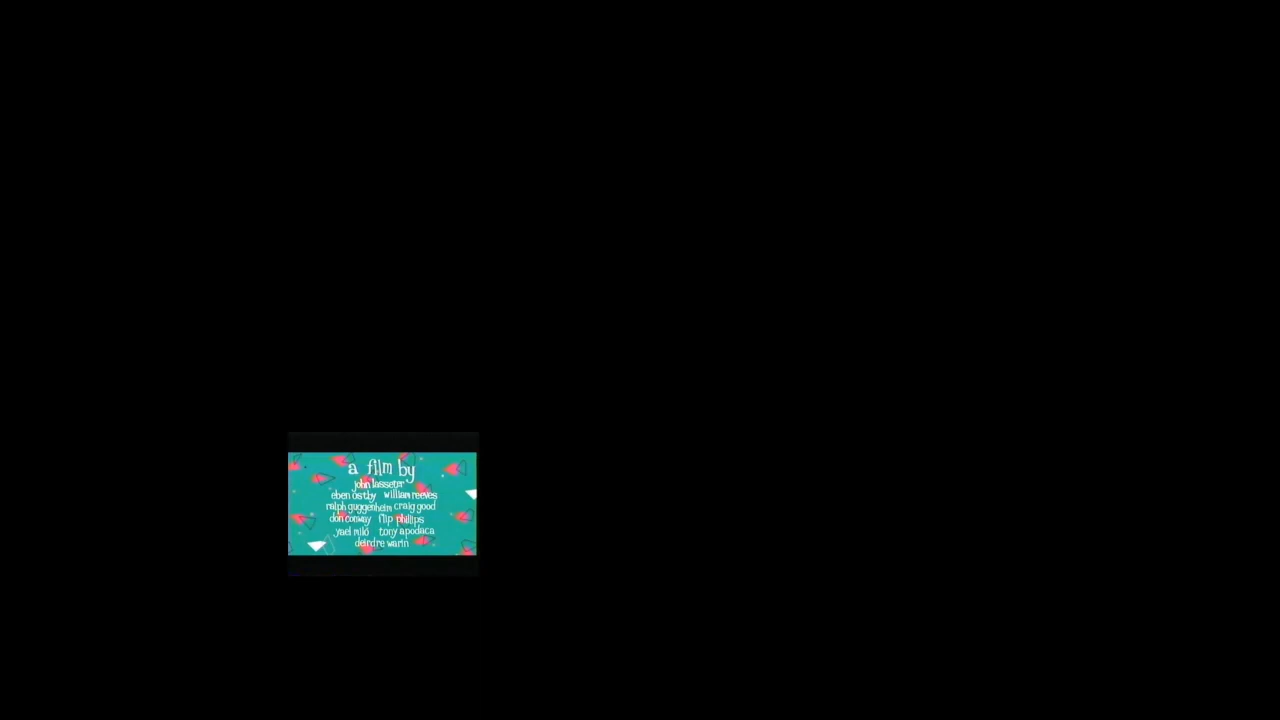 a film by
john lasseter
eben ostby william reeves
ralph guggenheim craig good
don conway flip phillips
yael milo tony apodaca
deirdre warin